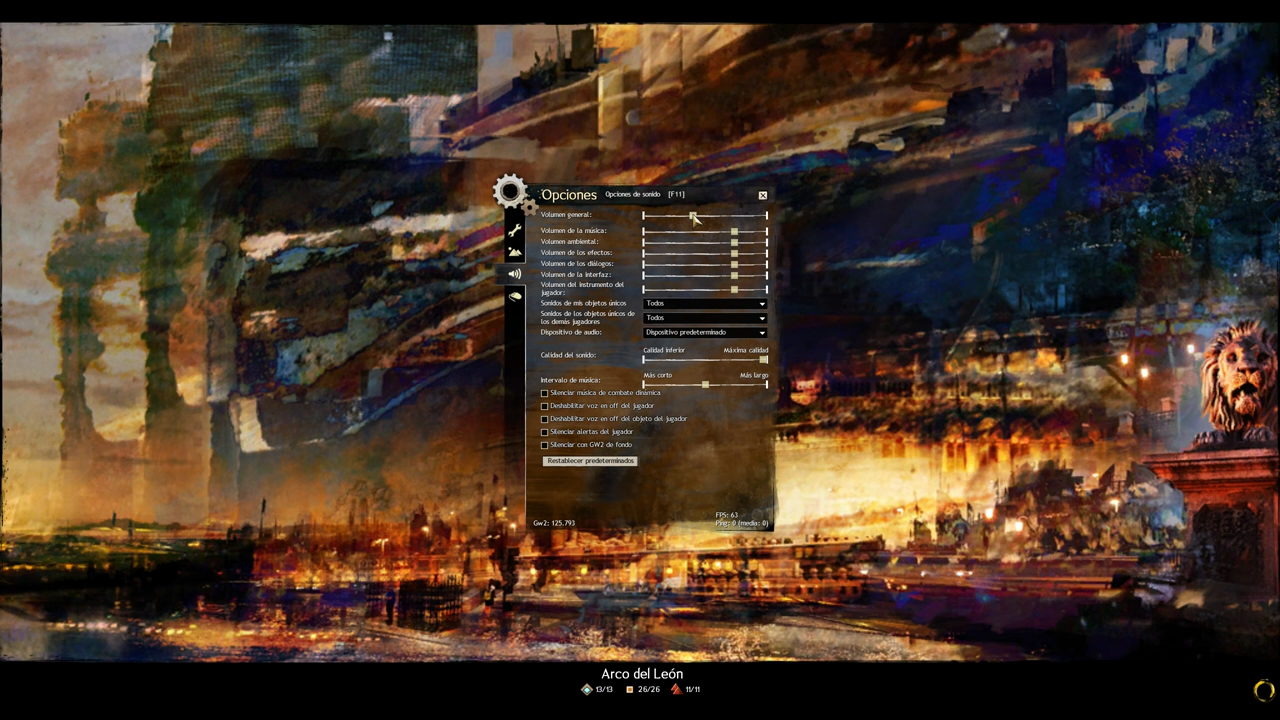 Opciones Opciones de sonido [F11]
Volumen general:
Volumen de la música:
Volumen ambiental:
Volumen de los efectos:
Volumen de los diálogos:
Volumen de la interfaz:
Volumen del instrumento del
jugador:
Sonidos de mis objetos únicos Todos
Sonidos de los objetos únicos de
los demás jugadores Todos
Dispositivo de audio: Dispositivo predeterminado
Calidad del sonido: Calidad inferior Máxima calidad
Intervalo de música: Más corto Más largo
Silenciar música de combate dinámica
Deshabilitar voz en off del jugador
Deshabilitar voz en off del objeto del jugador
Silenciar alertas del jugador
Silenciar con GW2 de fondo
Restablecer predeterminados
FPS: 63
Gw2: 125.793 Ping: 0 (media: 0)
Arco del León
13/13 26/26 11/11